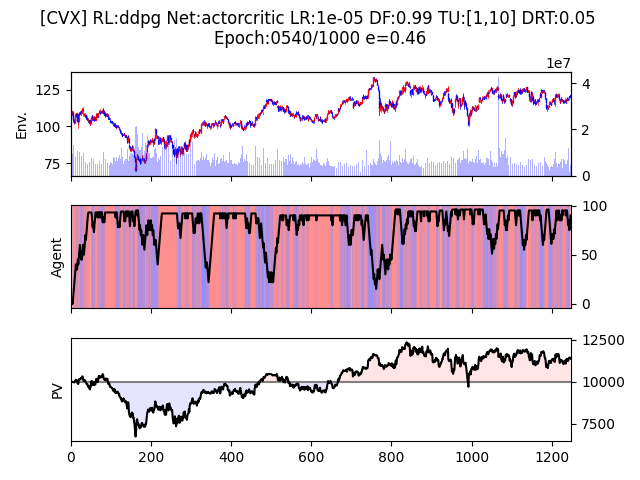 [CVX] RL:ddpg Net:actorcritic LR:1e-05 DF:0.99 TU:[1,10] DRT:0.05
Epoch:0540/1000 e=0.46
1e7
Env.
125
100
75
4
2
0
Agent
100
50
0
PV
12500
10000
7500
0 200 400 600 800 1000 1200